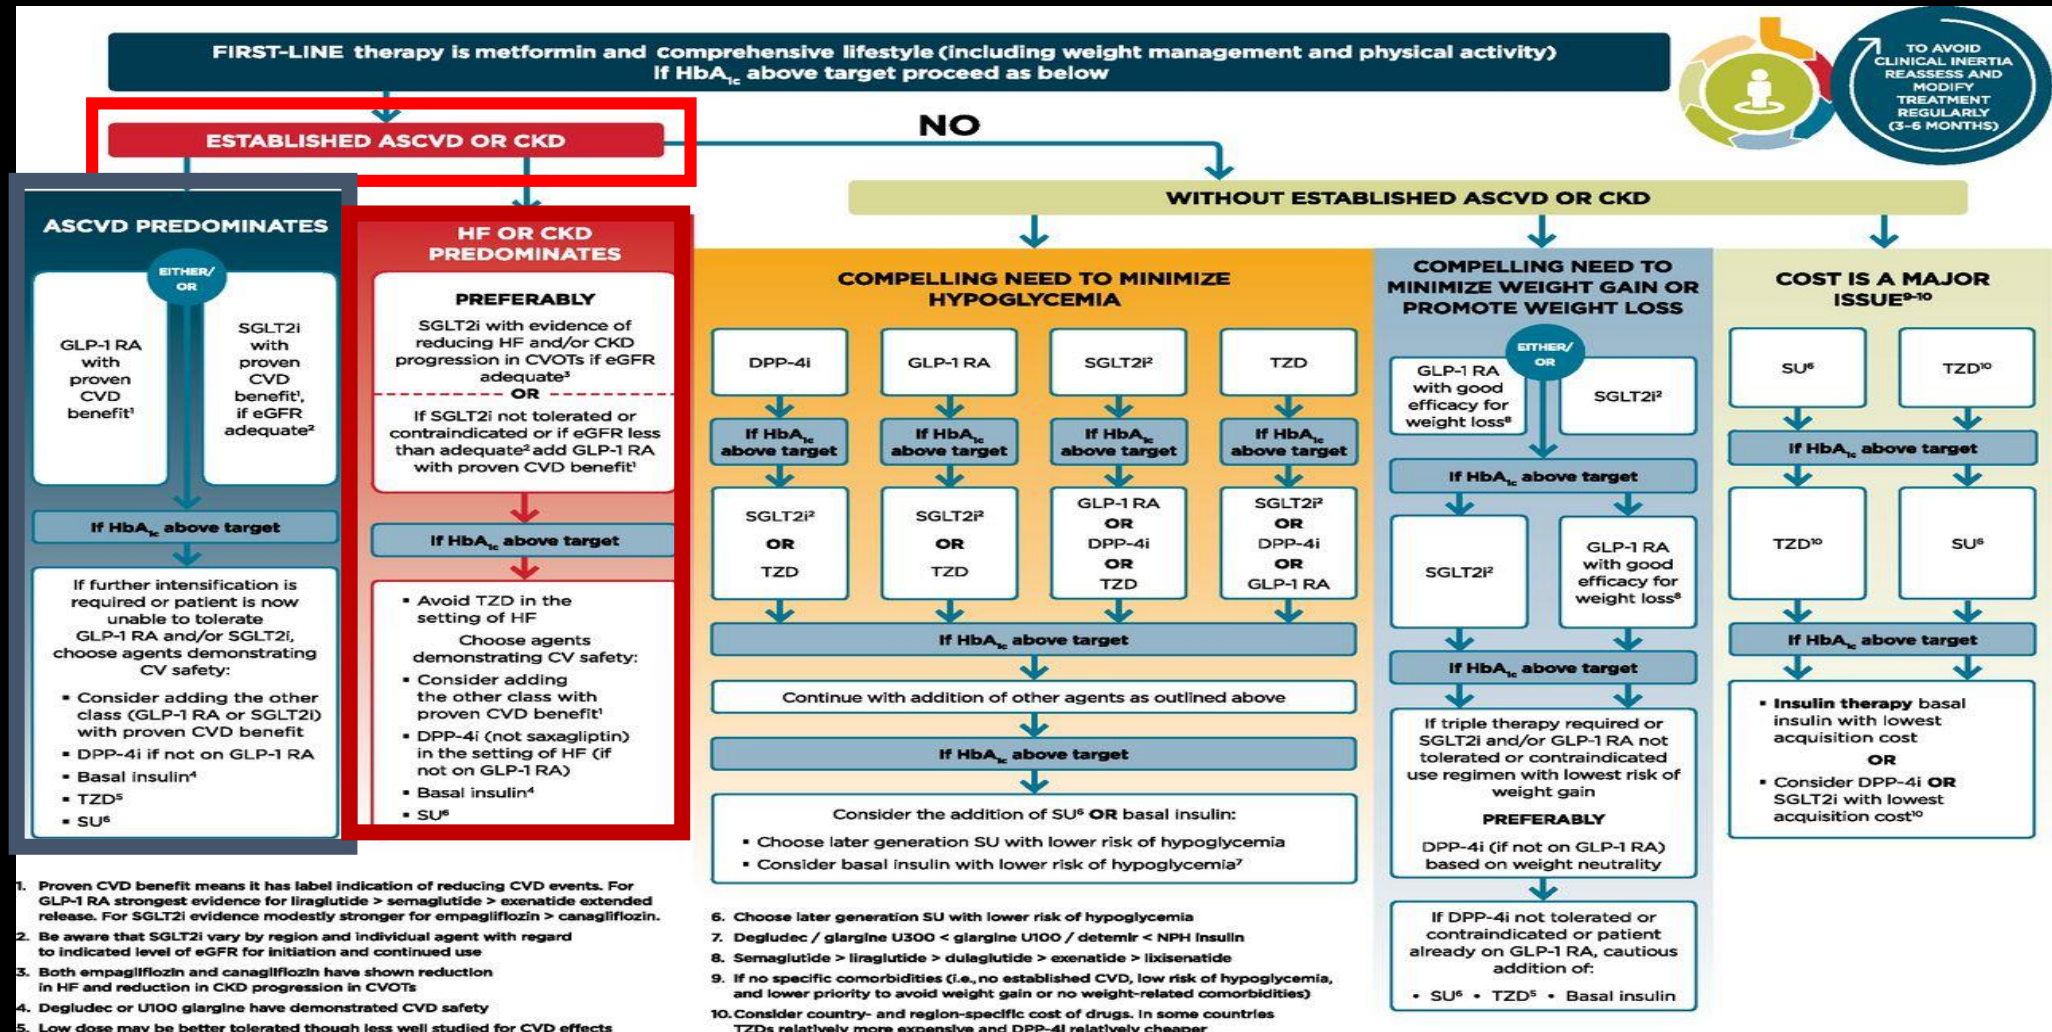 FIRST-LINE therapy is metformin and comprehensive lifestyle (including weight management and physical activity)
If HbA1c above target proceed as below
TO AVOID
CLINICAL INERTIA
REASSESS AND
MODIFY
TREATMENT
REGULARLY
(3-6 MONTHS)
ESTABLISHED ASCVD OR CKD
NO
WITHOUT ESTABLISHED ASCVD OR CKD
ASCVD PREDOMINATES
EITHER/
OR
GLP-1 RA
with
proven
CVD
benefit¹
SGLT2i
with
proven
CVD
benefit¹,
if eGFR
adequate²
If HbA1c above target
If further intensification is
required or patient is now
unable to tolerate
GLP-1 RA and/or SGLT2i,
choose agents demonstrating
CV safety:
▪ Consider adding the other
class (GLP-1 RA or SGLT2i)
with proven CVD benefit
▪ DPP-4i if not on GLP-1 RA
▪ Basal insulin⁴
▪ TZD⁵
▪ SU⁶
HF OR CKD
PREDOMINATES
PREFERABLY
SGLT2i with evidence of
reducing HF and/or CKD
progression in CVOTs if eGFR
adequate³
OR
If SGLT2i not tolerated or
contraindicated or if eGFR less
than adequate² add GLP-1 RA
with proven CVD benefit¹
If HbA1c above target
▪ Avoid TZD in the
setting of HF
Choose agents
demonstrating CV safety:
▪ Consider adding
the other class with
proven CVD benefit¹
▪ DPP-4i (not saxagliptin)
in the setting of HF (if
not on GLP-1 RA)
▪ Basal insulin⁴
▪ SU⁶
COMPELLING NEED TO MINIMIZE
HYPOGLYCEMIA
DPP-4i
GLP-1 RA
SGLT2i²
TZD
If HbA1c
above target
If HbA1c
above target
If HbA1c
above target
If HbA1c
above target
SGLT2i²
OR
TZD
SGLT2i²
OR
TZD
GLP-1 RA
OR
DPP-4i
OR
TZD
SGLT2i²
OR
DPP-4i
OR
GLP-1 RA
If HbA1c above target
Continue with addition of other agents as outlined above
If HbA1c above target
Consider the addition of SU⁶ OR basal insulin:
▪ Choose later generation SU with lower risk of hypoglycemia
▪ Consider basal insulin with lower risk of hypoglycemia⁷
COMPELLING NEED TO
MINIMIZE WEIGHT GAIN OR
PROMOTE WEIGHT LOSS
EITHER/
OR
GLP-1 RA
with good
efficacy for
weight loss⁸
SGLT2i²
If HbA1c above target
SGLT2i²
GLP-1 RA
with good
efficacy for
weight loss⁸
If HbA1c above target
If triple therapy required or
SGLT2i and/or GLP-1 RA not
tolerated or contraindicated
use regimen with lowest risk of
weight gain
PREFERABLY
DPP-4i (if not on GLP-1 RA)
based on weight neutrality
If DPP-4i not tolerated or
contraindicated or patient
already on GLP-1 RA, cautious
addition of:
• SU⁶ • TZD⁵ • Basal insulin
COST IS A MAJOR
ISSUE⁹⁻¹⁰
SU⁶
TZD¹⁰
If HbA1c above target
TZD¹⁰
SU⁶
If HbA1c above target
▪ Insulin therapy basal
insulin with lowest
acquisition cost
OR
▪ Consider DPP-4i OR
SGLT2i with lowest
acquisition cost¹⁰
1. Proven CVD benefit means it has label indication of reducing CVD events. For
GLP-1 RA strongest evidence for liraglutide > semaglutide > exenatide extended
release. For SGLT2i evidence modestly stronger for empagliflozin > canagliflozin.
2. Be aware that SGLT2i vary by region and individual agent with regard
to indicated level of eGFR for initiation and continued use
3. Both empagliflozin and canagliflozin have shown reduction
in HF and reduction in CKD progression in CVOTs
4. Degludec or U100 glargine have demonstrated CVD safety
5. Low dose may be better tolerated though less well studied for CVD effects
6. Choose later generation SU with lower risk of hypoglycemia
7. Degludec / glargine U300 < glargine U100 / detemir < NPH insulin
8. Semaglutide > liraglutide > dulaglutide > exenatide > lixisenatide
9. If no specific comorbidities (i.e., no established CVD, low risk of hypoglycemia,
and lower priority to avoid weight gain or no weight-related comorbidities)
10. Consider country- and region-specific cost of drugs. In some countries
TZDs relatively more expensive and DPP-4i relatively cheaper